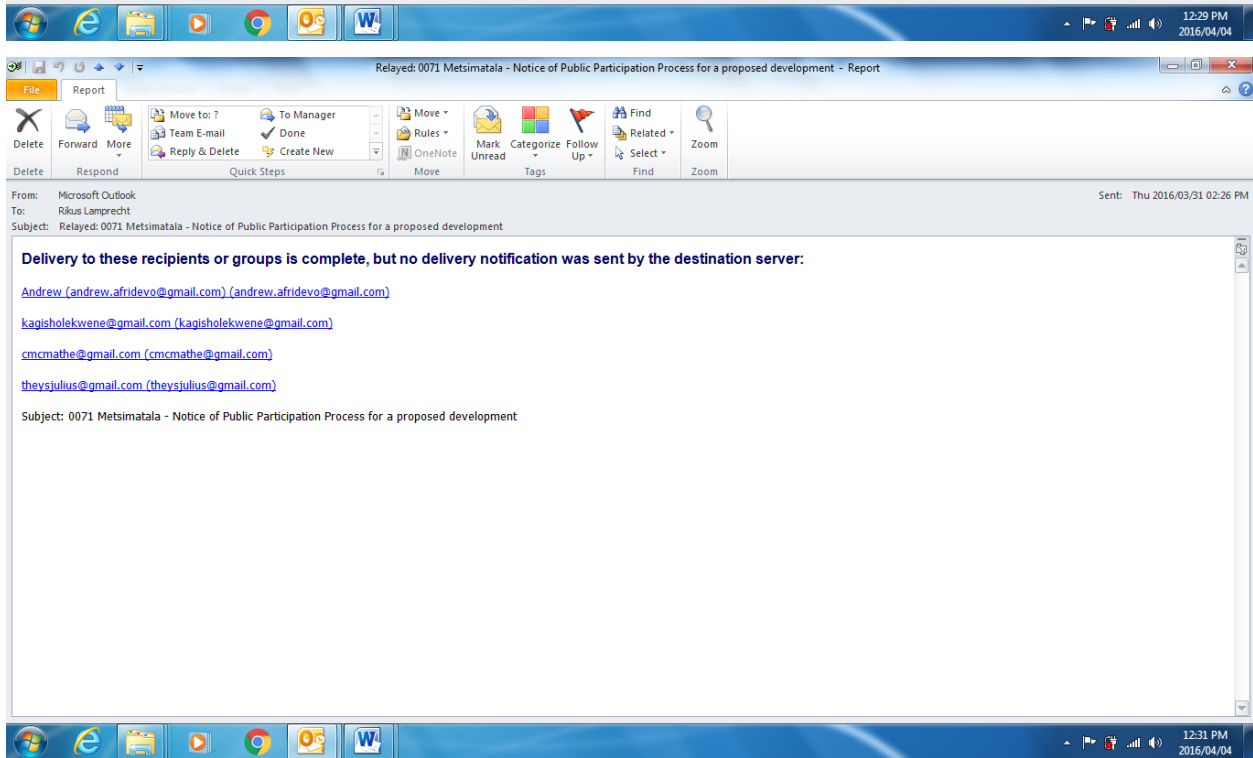 12:29 PM
2016/04/04
Relayed: 0071 Metsimatala - Notice of Public Participation Process for a proposed development - Report
File Report
Move to: ? To Manager Move Find
Team E-mail Done Rules Related
Delete Forward More Reply & Delete Create New OneNote Mark Unread Categorize Follow Up Select Zoom
Delete Respond Quick Steps Move Tags Find Zoom
From: Microsoft Outlook Sent: Thu 2016/03/31 02:26 PM
To: Rikus Lamprecht
Subject: Relayed: 0071 Metsimatala - Notice of Public Participation Process for a proposed development
Delivery to these recipients or groups is complete, but no delivery notification was sent by the destination server:
Andrew (andrew.afridevo@gmail.com) (andrew.afridevo@gmail.com)
kagisholekwene@gmail.com (kagisholekwene@gmail.com)
cmcmathe@gmail.com (cmcmathe@gmail.com)
theysjulius@gmail.com (theysjulius@gmail.com)
Subject: 0071 Metsimatala - Notice of Public Participation Process for a proposed development
12:31 PM
2016/04/04